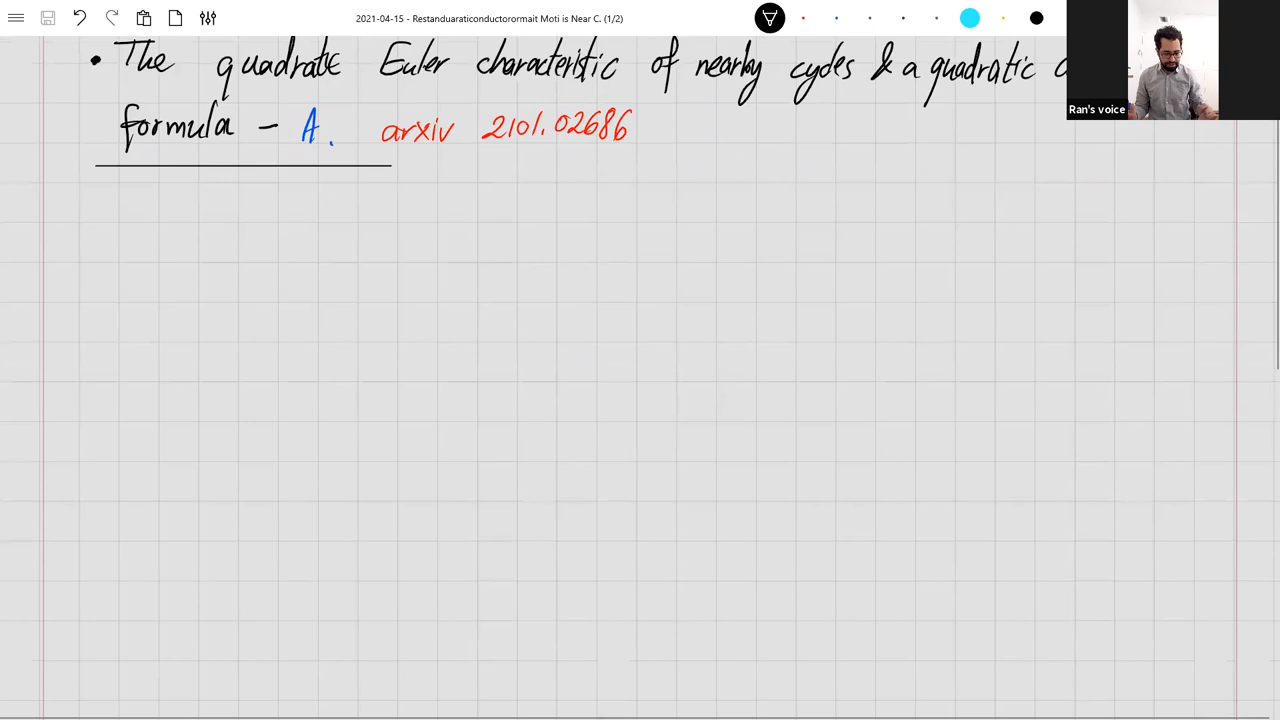 2021-04-15 - Restanduaraticonductorormait Moti is Near C. (1/2)
• The quadratic Euler characteristic of nearby cycles & a quadratic
formula - A. arxiv 2101.02686
Ran's voice